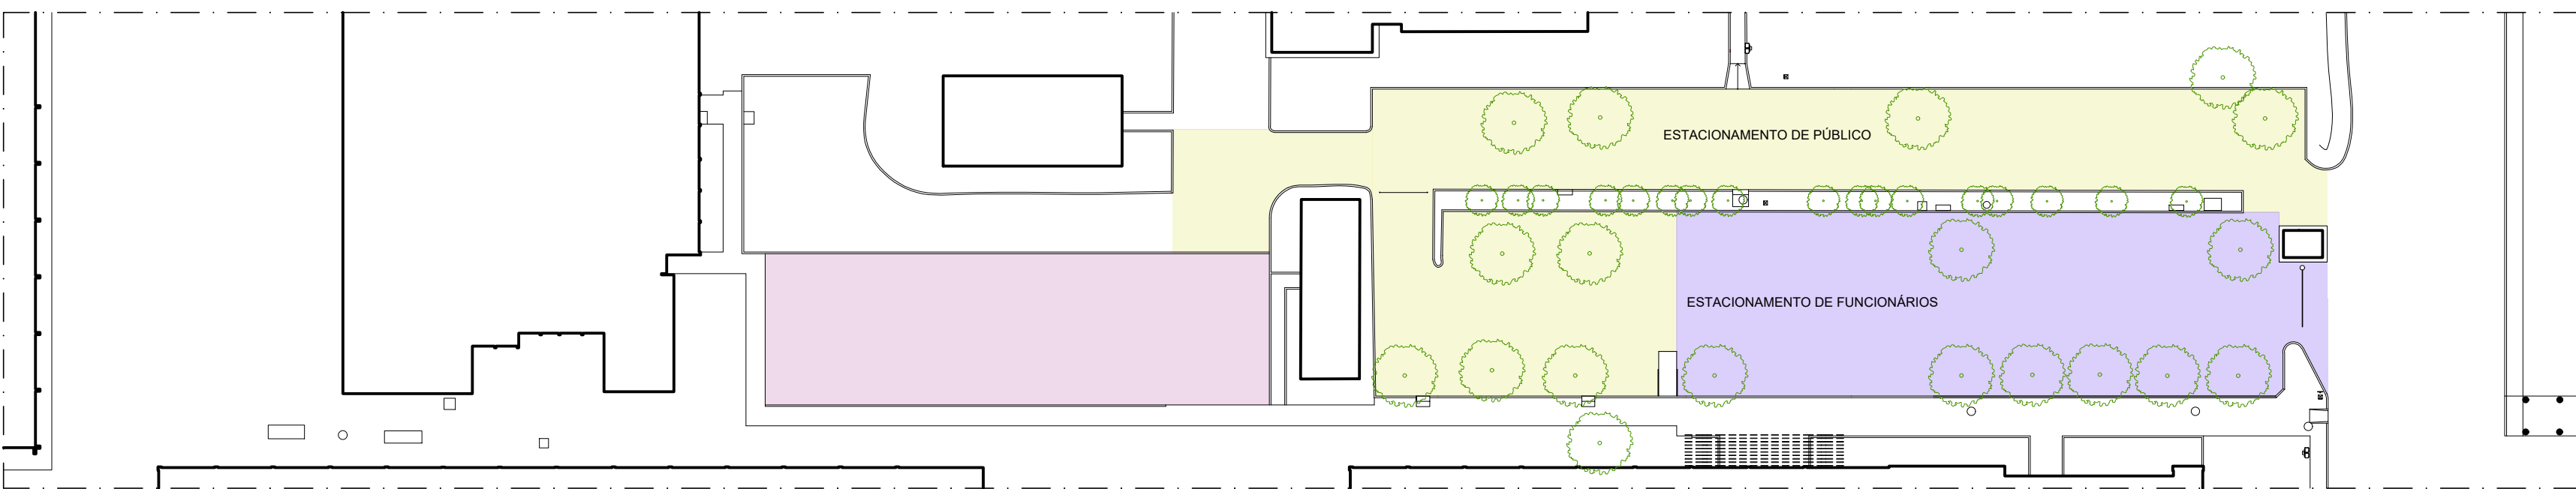 ESTACIONAMENTO DE PÚBLICO
ESTACIONAMENTO DE FUNCIONÁRIOS